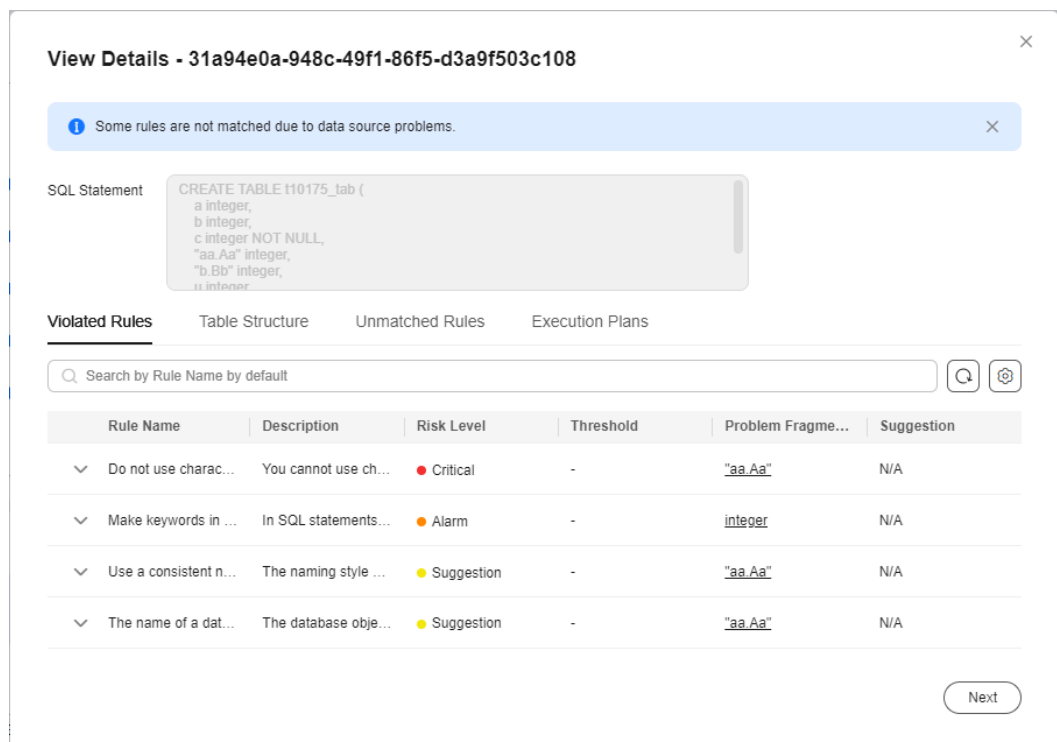 View Details - 31a94e0a-948c-49f1-86f5-d3a9f503c108
Some rules are not matched due to data source problems.
SQL Statement
CREATE TABLE t10175_tab (
a integer,
b integer,
c integer NOT NULL,
"aa.Aa" integer,
"b.Bb" integer,
u integer
Violated Rules Table Structure Unmatched Rules Execution Plans
Search by Rule Name by default
Rule Name Description Risk Level Threshold Problem Fragme... Suggestion
Do not use charac... You cannot use ch... Critical - "aa.Aa" N/A
Make keywords in ... In SQL statements... Alarm - integer N/A
Use a consistent n... The naming style ... Suggestion - "aa.Aa" N/A
The name of a dat... The database obje... Suggestion - "aa.Aa" N/A
Next